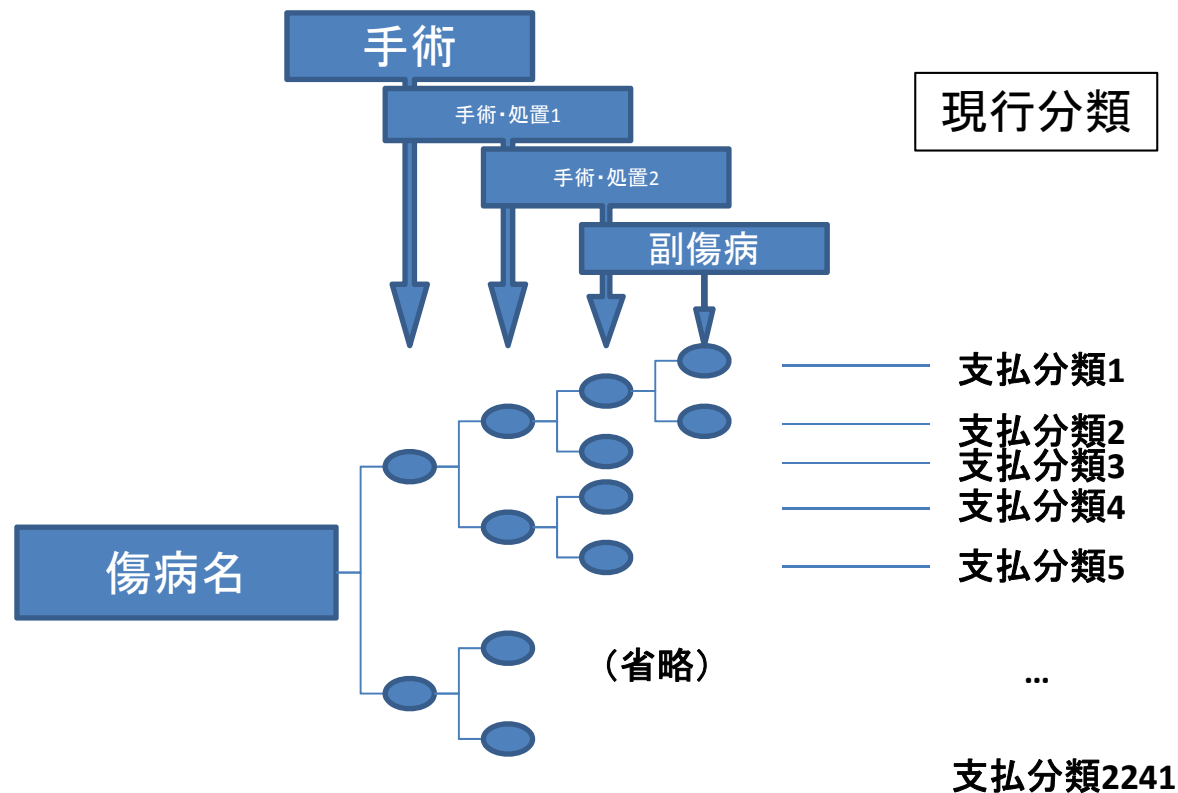 手術
現行分類
手術・処置1
手術・処置2
副傷病
支払分類1
支払分類2
支払分類3
支払分類4
傷病名
支払分類5
（省略）
…
支払分類2241